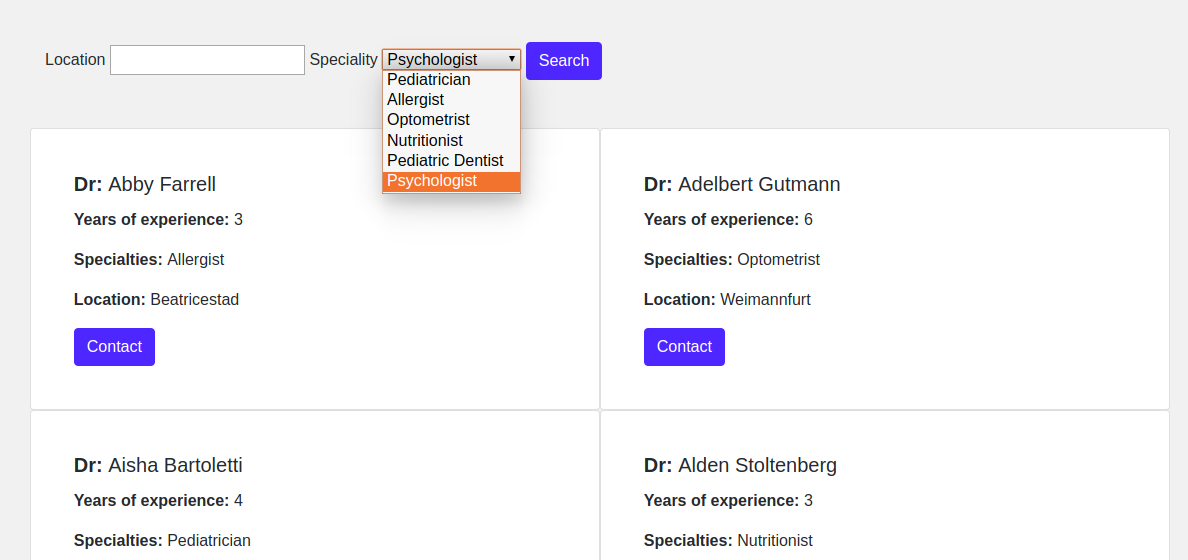 Location Speciality Psychologist Search
Pediatrician
Allergist
Optometrist
Nutritionist
Pediatric Dentist
Psychologist
Dr: Abby Farrell
Years of experience: 3
Specialties: Allergist
Location: Beatricestad
Contact
Dr: Adelbert Gutmann
Years of experience: 6
Specialties: Optometrist
Location: Weimannfurt
Contact
Dr: Aisha Bartoletti
Years of experience: 4
Specialties: Pediatrician
Dr: Alden Stoltenberg
Years of experience: 3
Specialties: Nutritionist